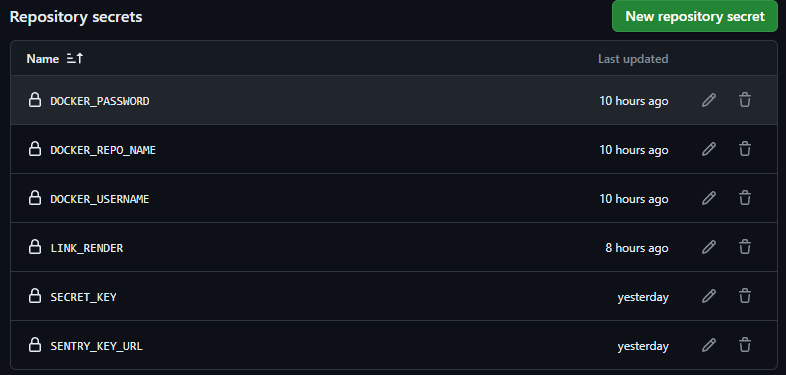 Repository secrets
New repository secret
Name
Last updated
DOCKER_PASSWORD 10 hours ago
DOCKER_REPO_NAME 10 hours ago
DOCKER_USERNAME 10 hours ago
LINK_RENDER 8 hours ago
SECRET_KEY yesterday
SENTRY_KEY_URL yesterday